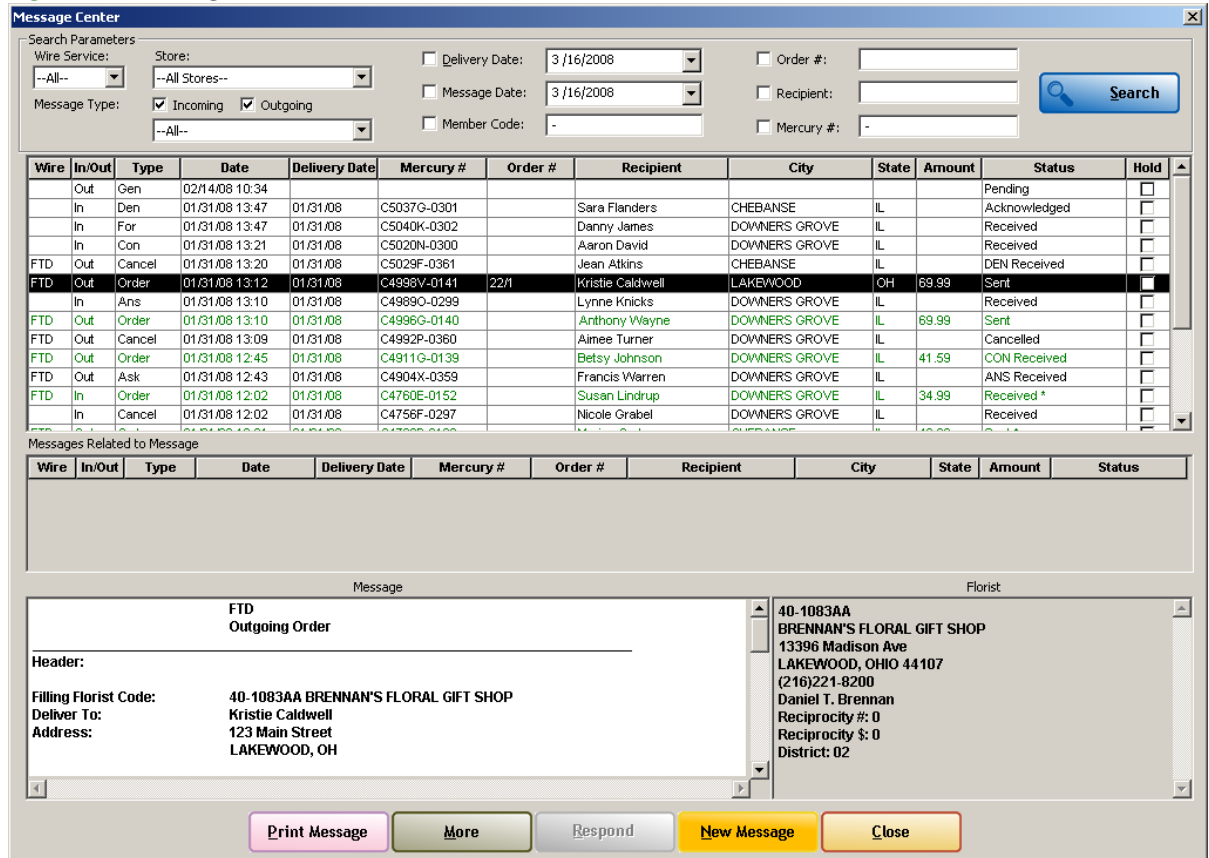 Message Center
Search Parameters
Wire Service: Store:
--All-- --All Stores--
Message Type: Incoming Outgoing
--All--
Delivery Date: 3 /16/2008
Message Date: 3 /16/2008
Member Code: -
Order #:
Recipient:
Mercury #: -
Search
Wire In/Out Type Date Delivery Date Mercury # Order # Recipient City State Amount Status Hold
Out Gen 02/14/08 10:34 Pending
In Den 01/31/08 13:47 01/31/08 C5037G-0301 Sara Flanders CHEBANSE IL Acknowledged
In For 01/31/08 13:47 01/31/08 C5040K-0302 Danny James DOWNERS GROVE IL Received
In Con 01/31/08 13:21 01/31/08 C5020N-0300 Aaron David DOWNERS GROVE IL Received
FTD Out Cancel 01/31/08 13:20 01/31/08 C5029F-0361 Jean Atkins CHEBANSE IL DEN Received
FTD Out Order 01/31/08 13:12 01/31/08 C4998V-0141 22/1 Kristie Caldwell LAKEWOOD OH 69.99 Sent
In Ans 01/31/08 13:10 01/31/08 C4989O-0299 Lynne Knicks DOWNERS GROVE IL Received
FTD Out Order 01/31/08 13:10 01/31/08 C4996G-0140 Anthony Wayne DOWNERS GROVE IL 69.99 Sent
FTD Out Cancel 01/31/08 13:09 01/31/08 C4992P-0360 Aimee Turner DOWNERS GROVE IL Cancelled
FTD Out Order 01/31/08 12:45 01/31/08 C4911G-0139 Betsy Johnson DOWNERS GROVE IL 41.59 CON Received
FTD Out Ask 01/31/08 12:43 01/31/08 C4904X-0359 Francis Warren DOWNERS GROVE IL ANS Received
FTD In Order 01/31/08 12:02 01/31/08 C4760E-0152 Susan Lindrup DOWNERS GROVE IL 34.99 Received *
In Cancel 01/31/08 12:02 01/31/08 C4756F-0297 Nicole Grabel DOWNERS GROVE IL Received
Messages Related to Message
Wire In/Out Type Date Delivery Date Mercury # Order # Recipient City State Amount Status
Message
FTD
Outgoing Order
Header:
Filling Florist Code: 40-1083AA BRENNAN'S FLORAL GIFT SHOP
Deliver To: Kristie Caldwell
Address: 123 Main Street
LAKEWOOD, OH
Florist
40-1083AA
BRENNAN'S FLORAL GIFT SHOP
13396 Madison Ave
LAKEWOOD, OHIO 44107
(216)221-8200
Daniel T. Brennan
Reciprocity #: 0
Reciprocity $: 0
District: 02
Print Message More Respond New Message Close